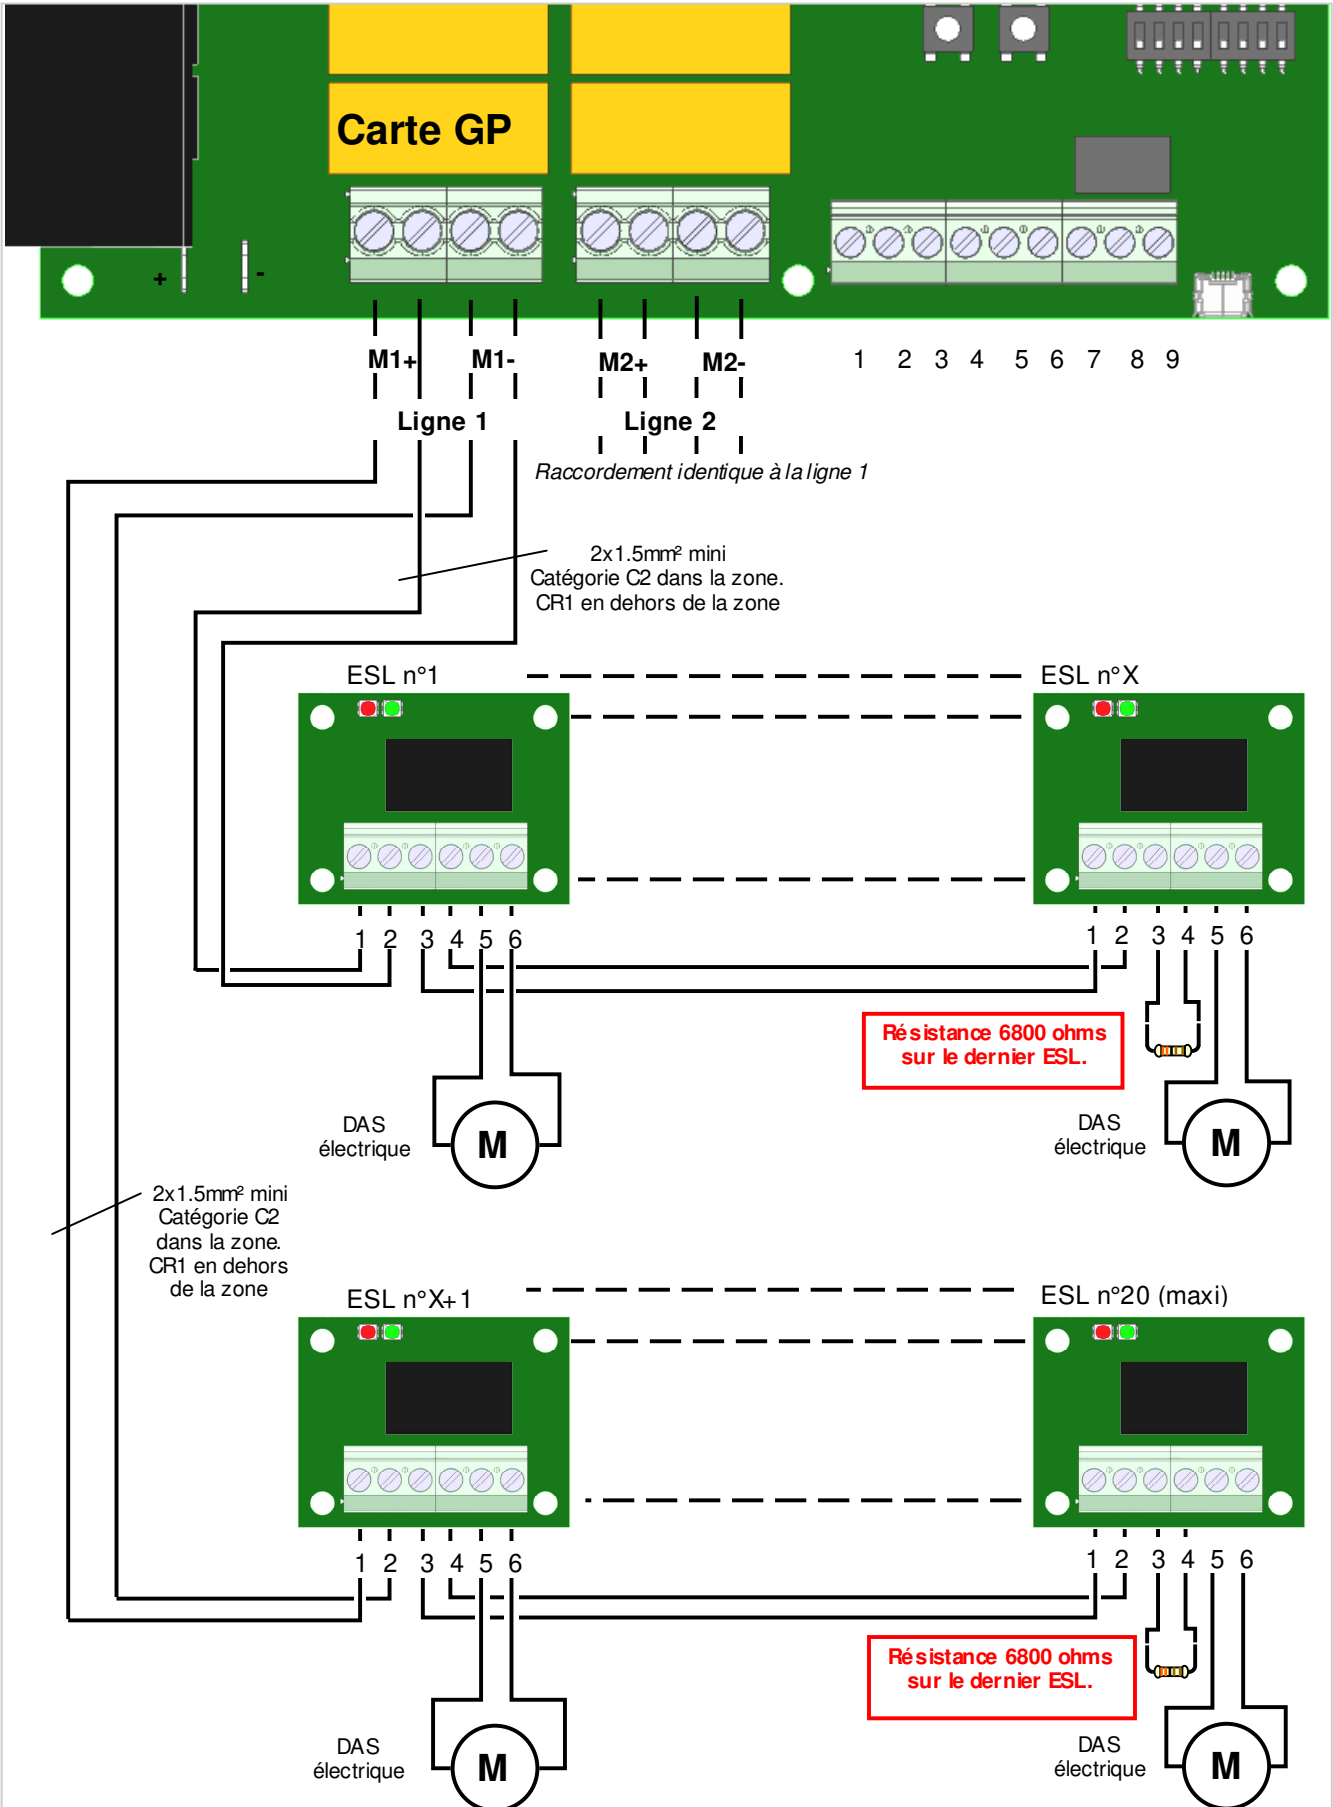 Carte GP
+ -
M1+ M1- M2+ M2- 1 2 3 4 5 6 7 8 9
Ligne 1 Ligne 2
Raccordement identique à la ligne 1
2x1.5mm² mini
Catégorie C2 dans la zone.
CR1 en dehors de la zone
ESL n°1 ESL n°X
1 2 3 4 5 6 1 2 3 4 5 6
Résistance 6800 ohms
sur le dernier ESL.
DAS
électrique
M
DAS
électrique
M
2x1.5mm² mini
Catégorie C2
dans la zone.
CR1 en dehors
de la zone
ESL n°X+1 ESL n°20 (maxi)
1 2 3 4 5 6 1 2 3 4 5 6
Résistance 6800 ohms
sur le dernier ESL.
DAS
électrique
M
DAS
électrique
M